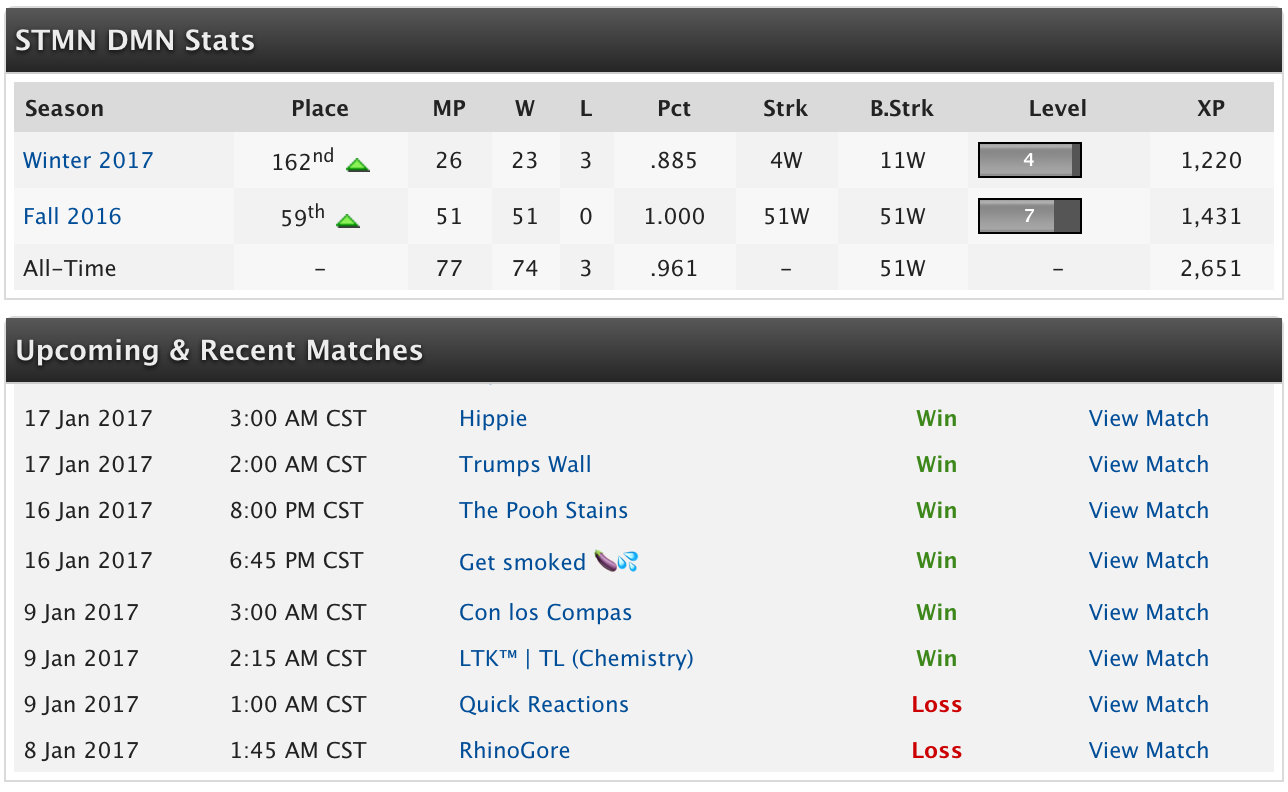 STMN DMN Stats
Season Place MP W L Pct Strk B.Strk Level XP
Winter 2017 162nd 26 23 3 .885 4W 11W 4 1,220
Fall 2016 59th 51 51 0 1.000 51W 51W 7 1,431
All-Time – 77 74 3 .961 – 51W – 2,651
Upcoming & Recent Matches
17 Jan 2017 3:00 AM CST Hippie Win View Match
17 Jan 2017 2:00 AM CST Trumps Wall Win View Match
16 Jan 2017 8:00 PM CST The Pooh Stains Win View Match
16 Jan 2017 6:45 PM CST Get smoked 🍆💦 Win View Match
9 Jan 2017 3:00 AM CST Con los Compas Win View Match
9 Jan 2017 2:15 AM CST LTK™ | TL (Chemistry) Win View Match
9 Jan 2017 1:00 AM CST Quick Reactions Loss View Match
8 Jan 2017 1:45 AM CST RhinoGore Loss View Match